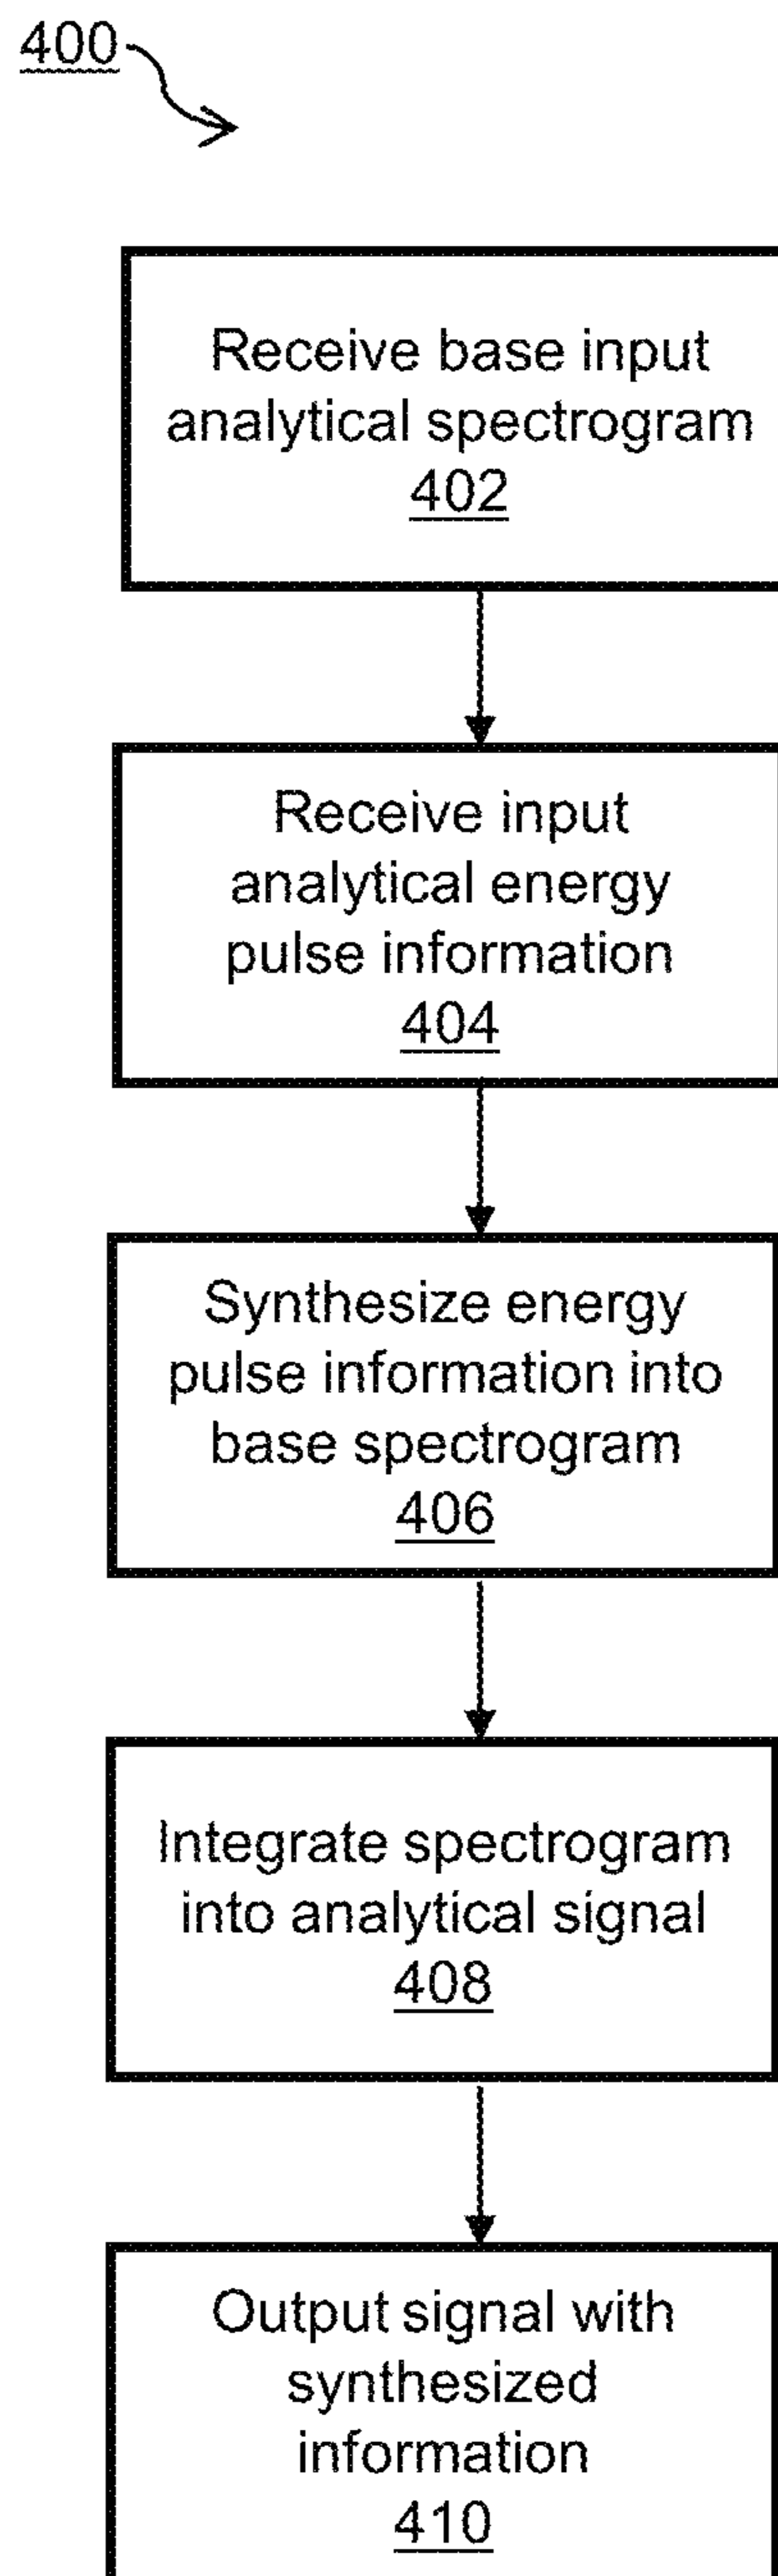 400
Receive base input
analytical spectrogram
402
Receive input
analytical energy
pulse information
404
Synthesize energy
pulse information into
base spectrogram
406
Integrate spectrogram
into analytical signal
408
Output signal with
synthesized
information
410